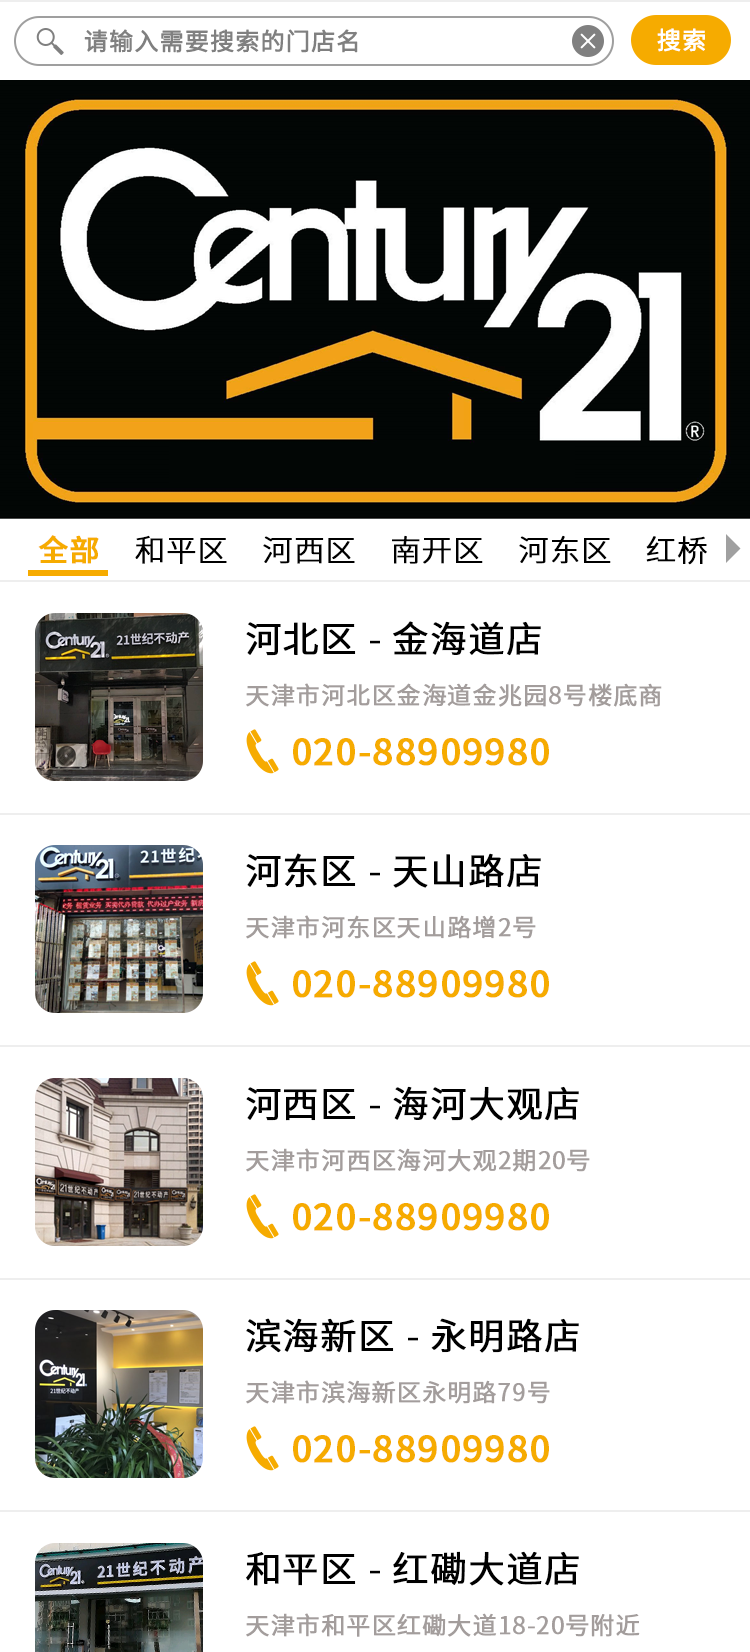 请输入需要搜索的门店名
搜索
Century
21
®
全部 和平区 河西区 南开区 河东区 红桥
Century 21 21世纪不动产
河北区 - 金海道店
天津市河北区金海道金兆园8号楼底商
020-88909980
Century 21 21世纪
河东区 - 天山路店
天津市河东区天山路增2号
020-88909980
21世纪不动产
21世纪不动产
河西区 - 海河大观店
天津市河西区海河大观2期20号
020-88909980
Century 21
21世纪不动产
滨海新区 - 永明路店
天津市滨海新区永明路79号
020-88909980
Century 21 21世纪不动产
和平区 - 红磡大道店
天津市和平区红磡大道18-20号附近